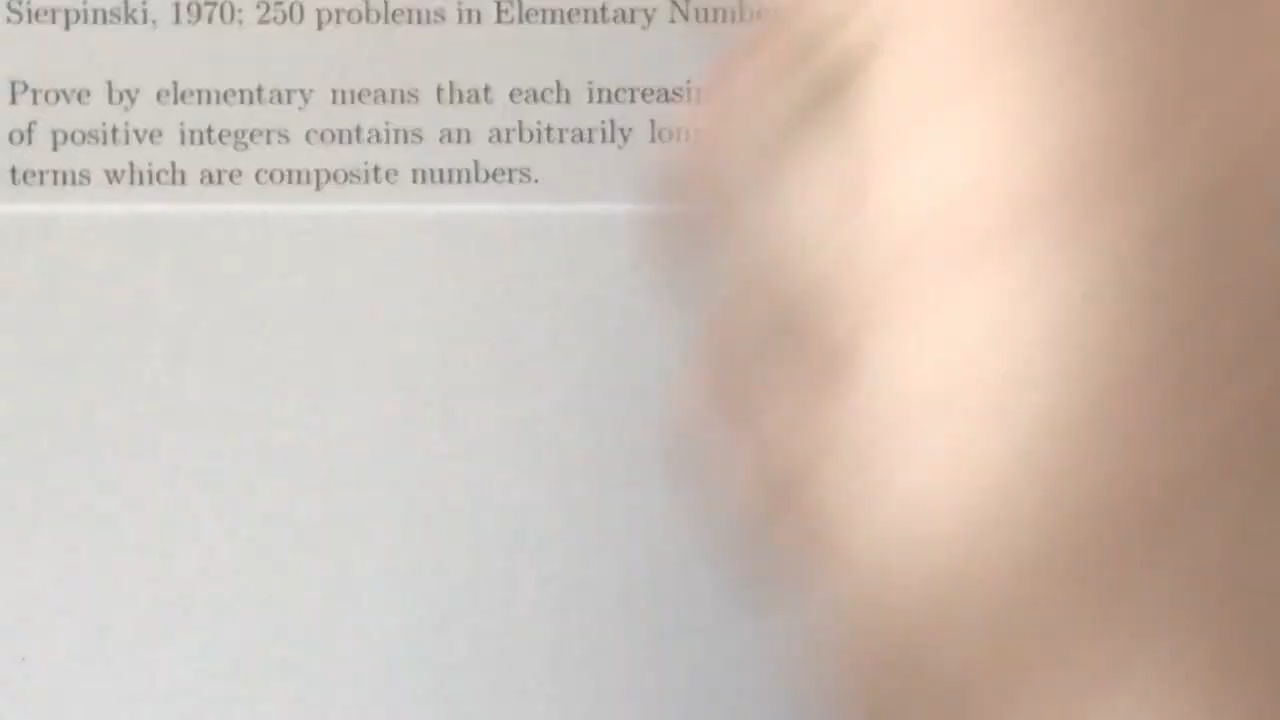 Sierpinski, 1970; 250 problems in Elementary
Prove by elementary means that each
of positive integers contains an arbitrarily
terms which are composite numbers.